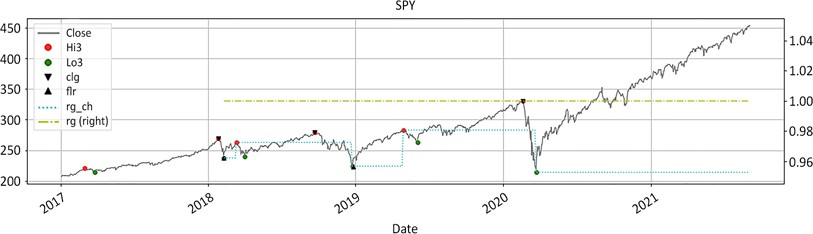 SPY
450
400
350
300
250
200
Close
Hi3
Lo3
clg
flr
rg_ch
rg (right)
1.04
1.02
1.00
0.98
0.96
2017
2018
2019
2020
2021
Date